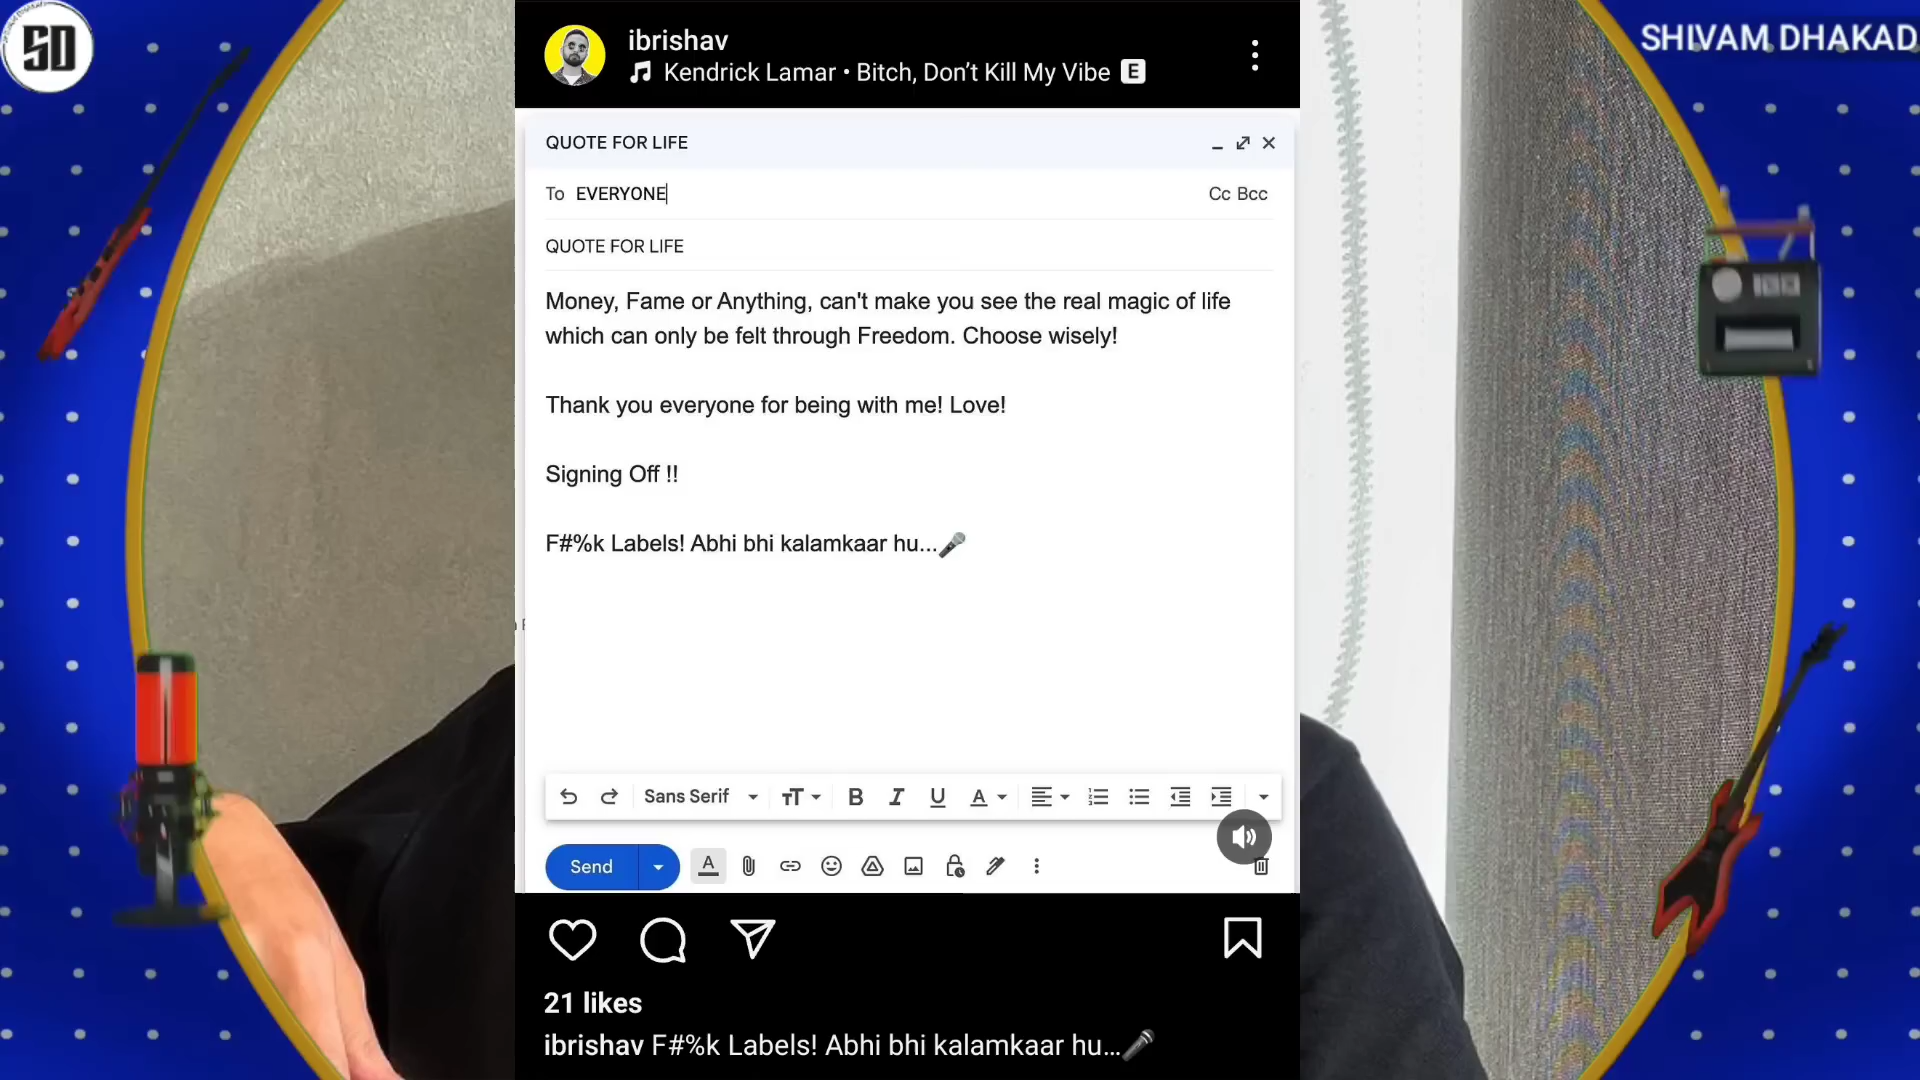 SD
SHIVAM DHAKAD
ibrishav
Kendrick Lamar • Bitch, Don’t Kill My Vibe E
QUOTE FOR LIFE
To EVERYONE
Cc Bcc
QUOTE FOR LIFE
Money, Fame or Anything, can't make you see the real magic of life
which can only be felt through Freedom. Choose wisely!
Thank you everyone for being with me! Love!
Signing Off !!
F#%k Labels! Abhi bhi kalamkaar hu...🎤
Sans Serif
Send
21 likes
ibrishav F#%k Labels! Abhi bhi kalamkaar hu...🎤